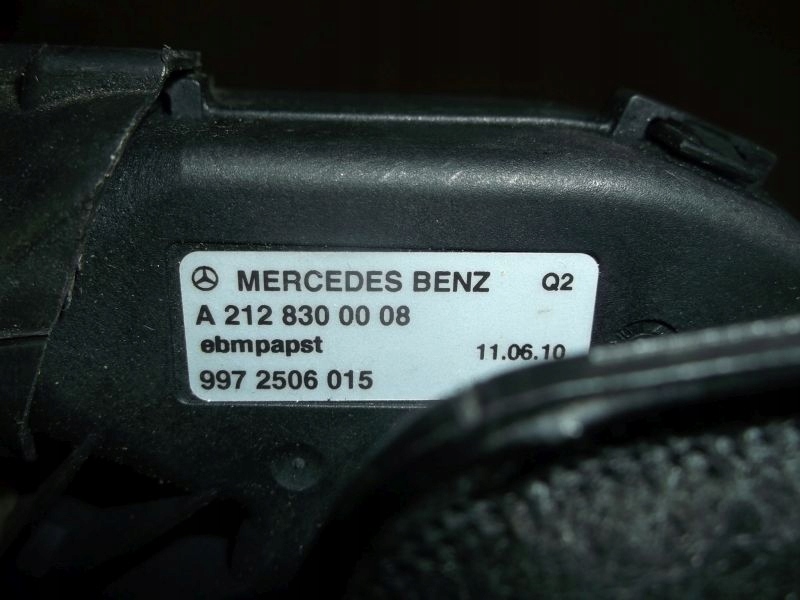 MERCEDES BENZ Q2
A 212 830 00 08
ebmpapst 11.06.10
997 2506 015